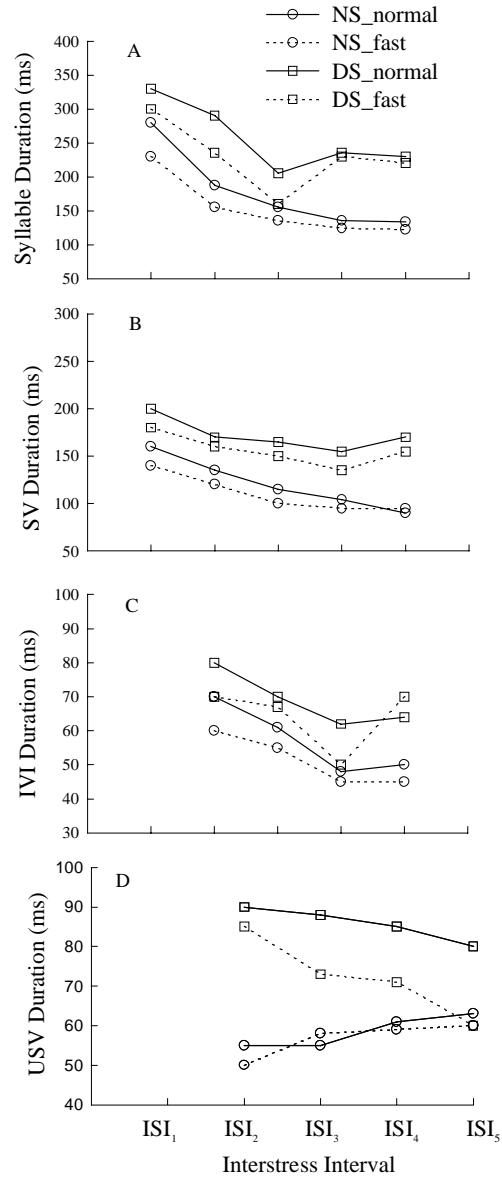 NS_normal
NS_fast
DS_normal
DS_fast
A
Syllable Duration (ms)
400
350
300
250
200
150
100
50
B
SV Duration (ms)
300
250
200
150
100
50
C
IVI Duration (ms)
100
90
80
70
60
50
40
30
D
USV Duration (ms)
100
90
80
70
60
50
40
ISI₁ ISI₂ ISI₃ ISI₄ ISI₅
Interstress Interval